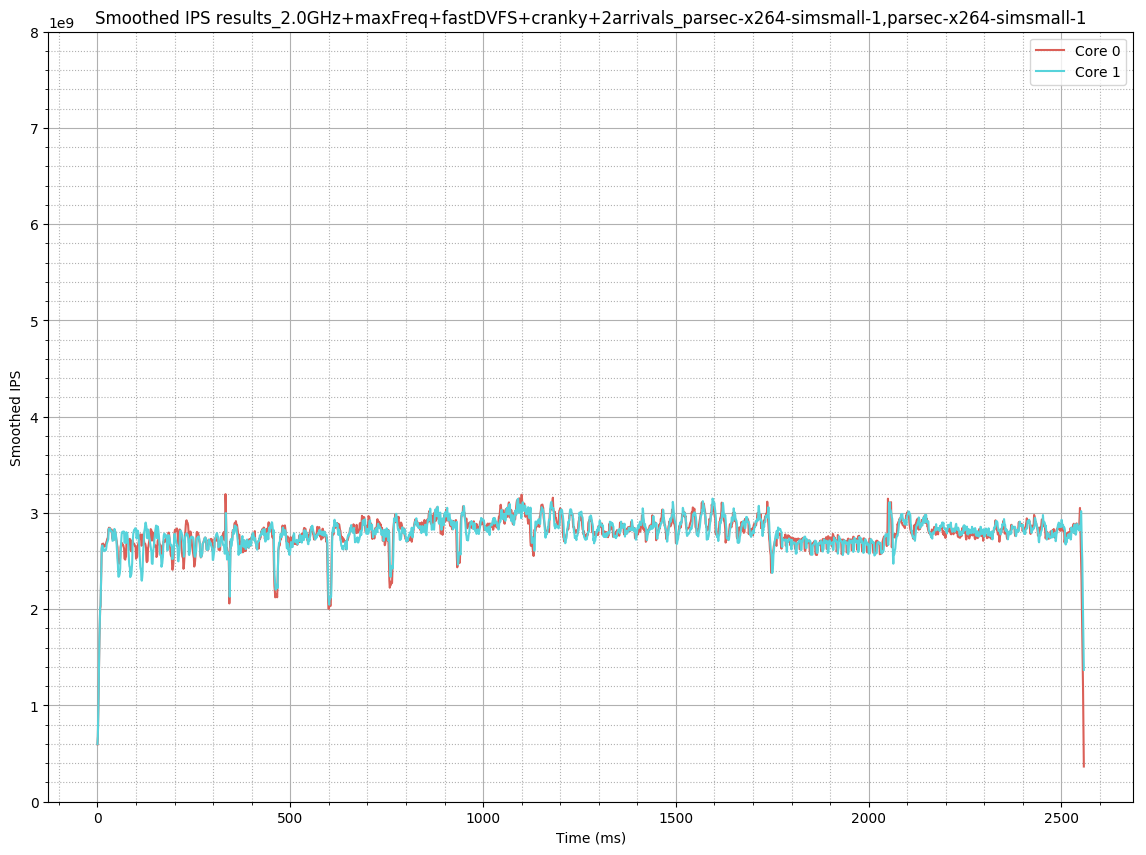 Smoothed IPS results_2.0GHz+maxFreq+fastDVFS+cranky+2arrivals_parsec-x264-simsmall-1,parsec-x264-simsmall-1
1e9
8
7
6
5
4
3
2
1
0
Smoothed IPS
Core 0
Core 1
0
500
1000
1500
2000
2500
Time (ms)